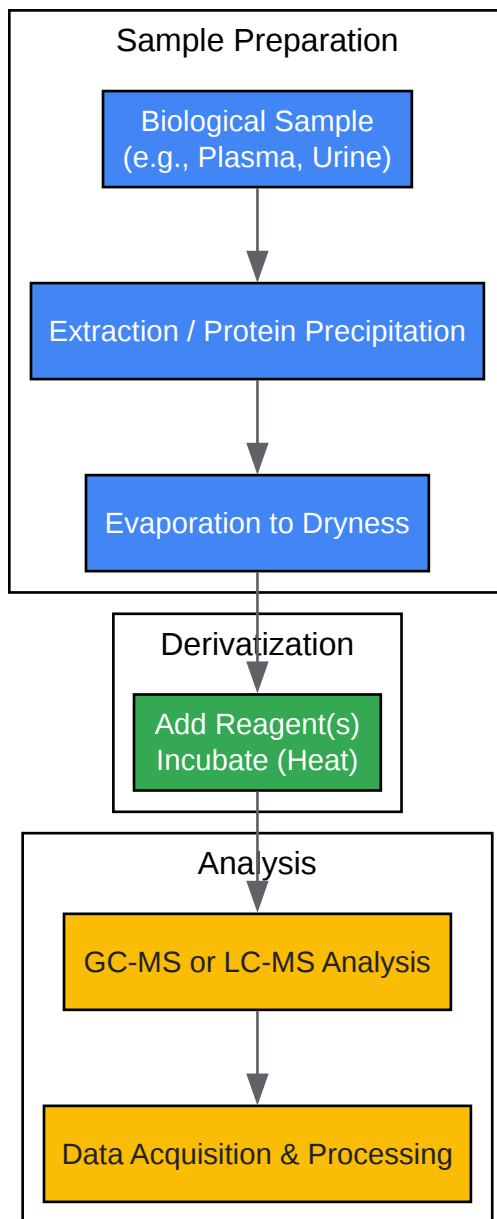 Sample Preparation
Biological Sample
(e.g., Plasma, Urine)
Extraction / Protein Precipitation
Evaporation to Dryness
Derivatization
Add Reagent(s)
Incubate (Heat)
Analysis
GC-MS or LC-MS Analysis
Data Acquisition & Processing